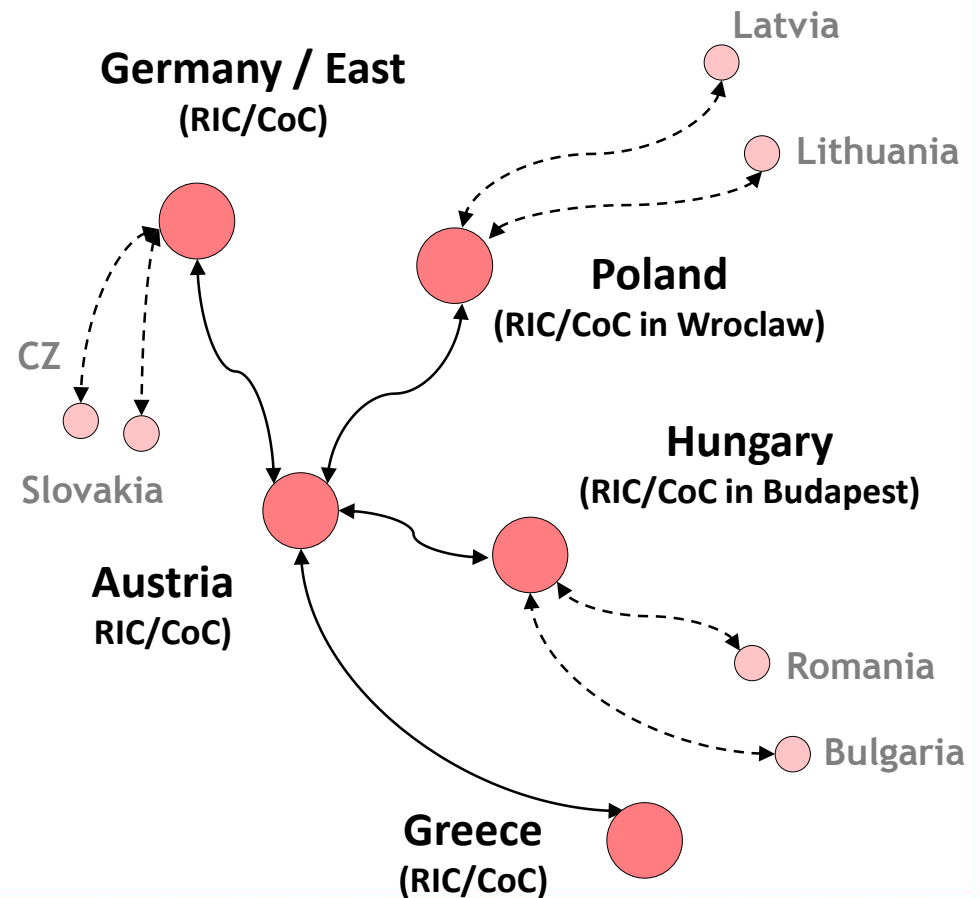 Latvia
Germany / East
(RIC/CoC)
Lithuania
Poland
(RIC/CoC in Wroclaw)
CZ
Slovakia
Hungary
(RIC/CoC in Budapest)
Austria
RIC/CoC)
Romania
Bulgaria
Greece
(RIC/CoC)